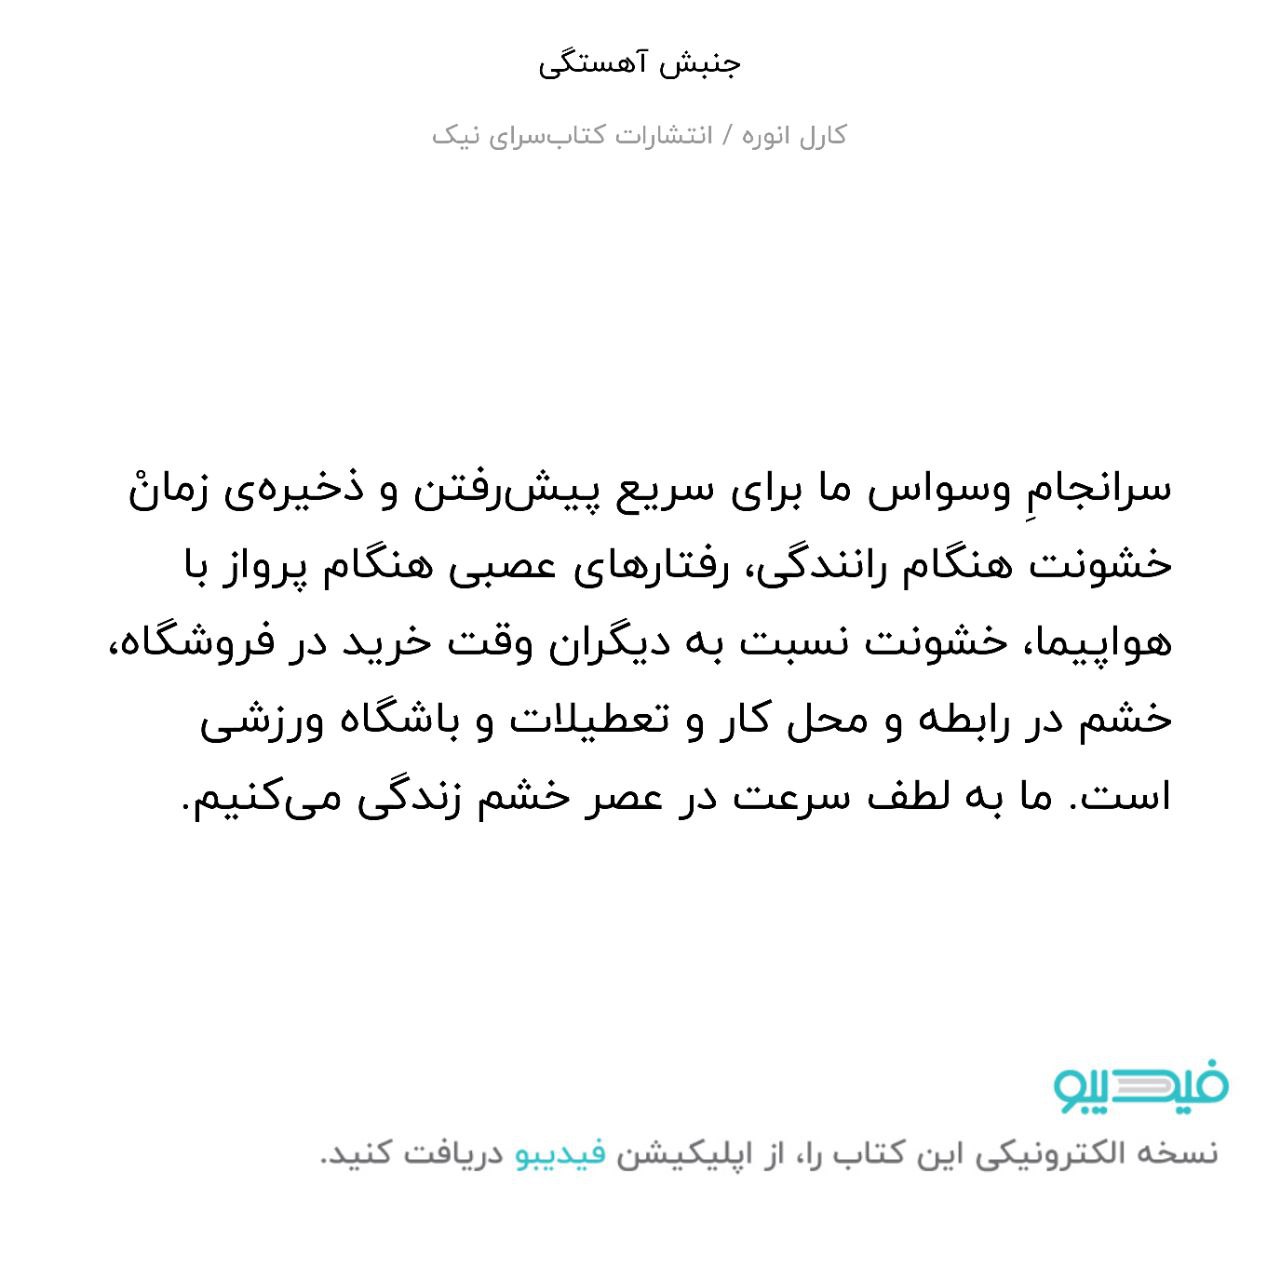 جنبش آهستگی
کارل انوره / انتشارات کتاب‌سرای نیک
سرانجامِ وسواس ما برای سریع پیش‌رفتن و ذخیره‌ی زمانْ
خشونت هنگام رانندگی، رفتارهای عصبی هنگام پرواز با
هواپیما، خشونت نسبت به دیگران وقت خرید در فروشگاه،
خشم در رابطه و محل کار و تعطیلات و باشگاه ورزشی
است. ما به لطف سرعت در عصر خشم زندگی می‌کنیم.
فیدیبو
نسخه الکترونیکی این کتاب را، از اپلیکیشن فیدیبو دریافت کنید.